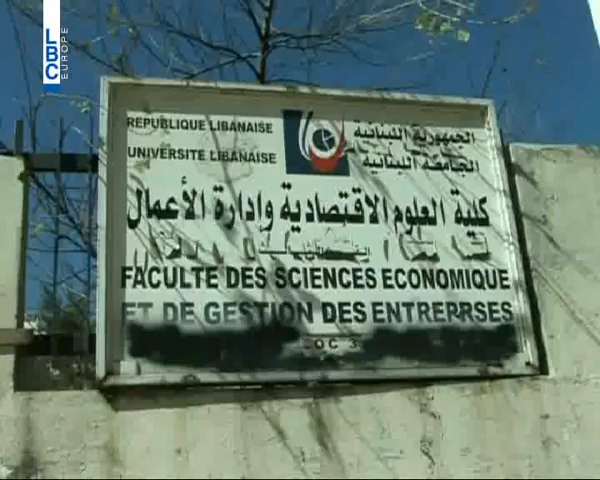 LBC
EUROPE
REPUBLIQUE LIBANAISE
الجمهورية اللبنانية
UNIVERSITE LIBANAISE
الجامعة اللبنانية
كلية العلوم الاقتصادية وإدارة الأعمال
FACULTE DES SCIENCES ECONOMIQUE
ET DE GESTION DES ENTREPRSES